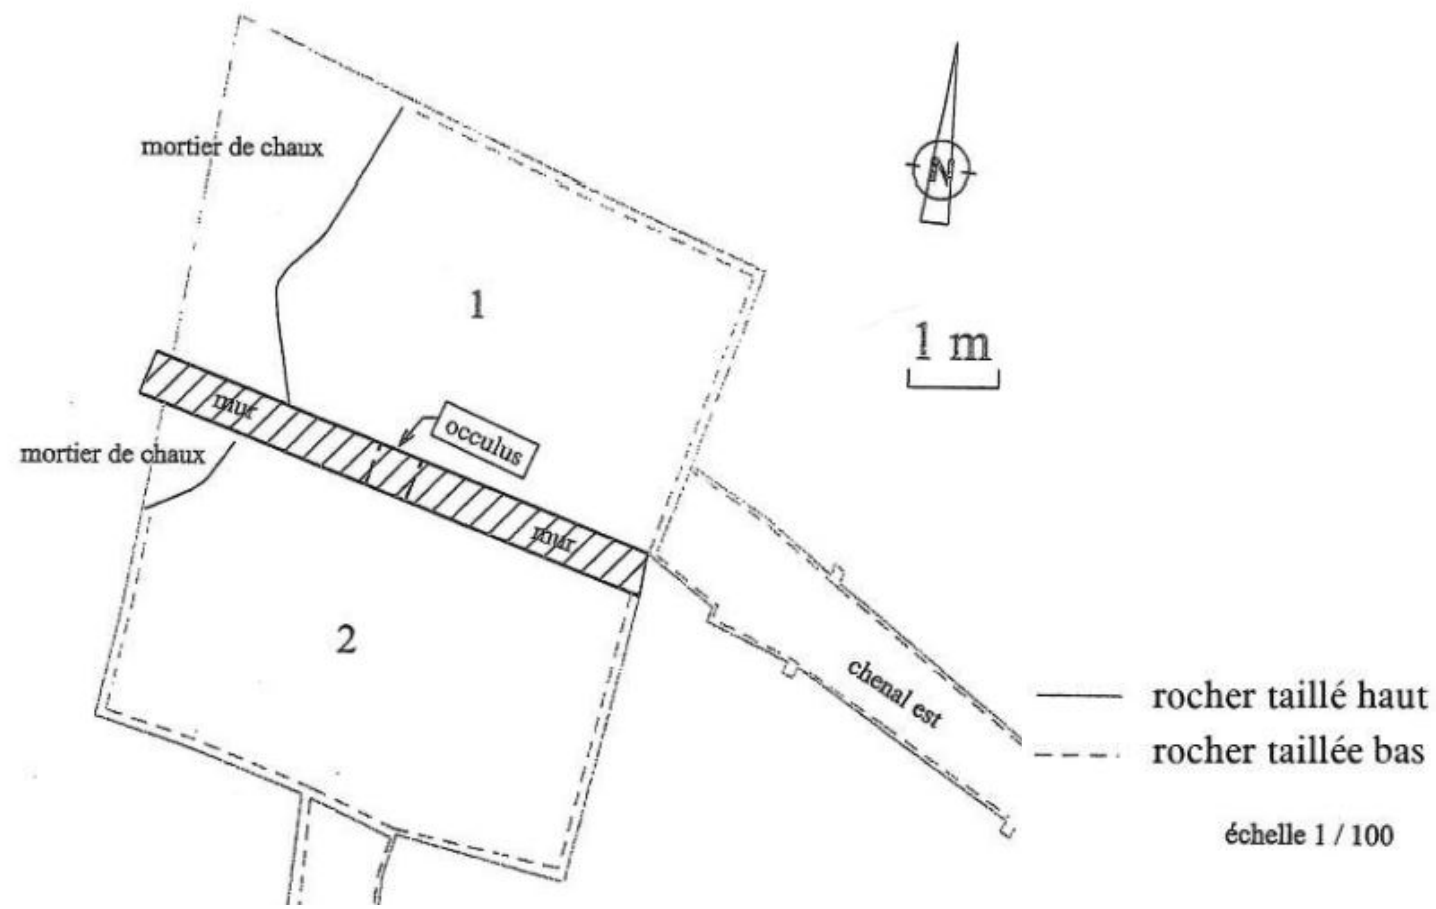 mortier de chaux
N
1
1 m
mur
occulus
mortier de chaux
mur
2
chenal est
rocher taillé haut
rocher taillée bas
échelle 1 / 100